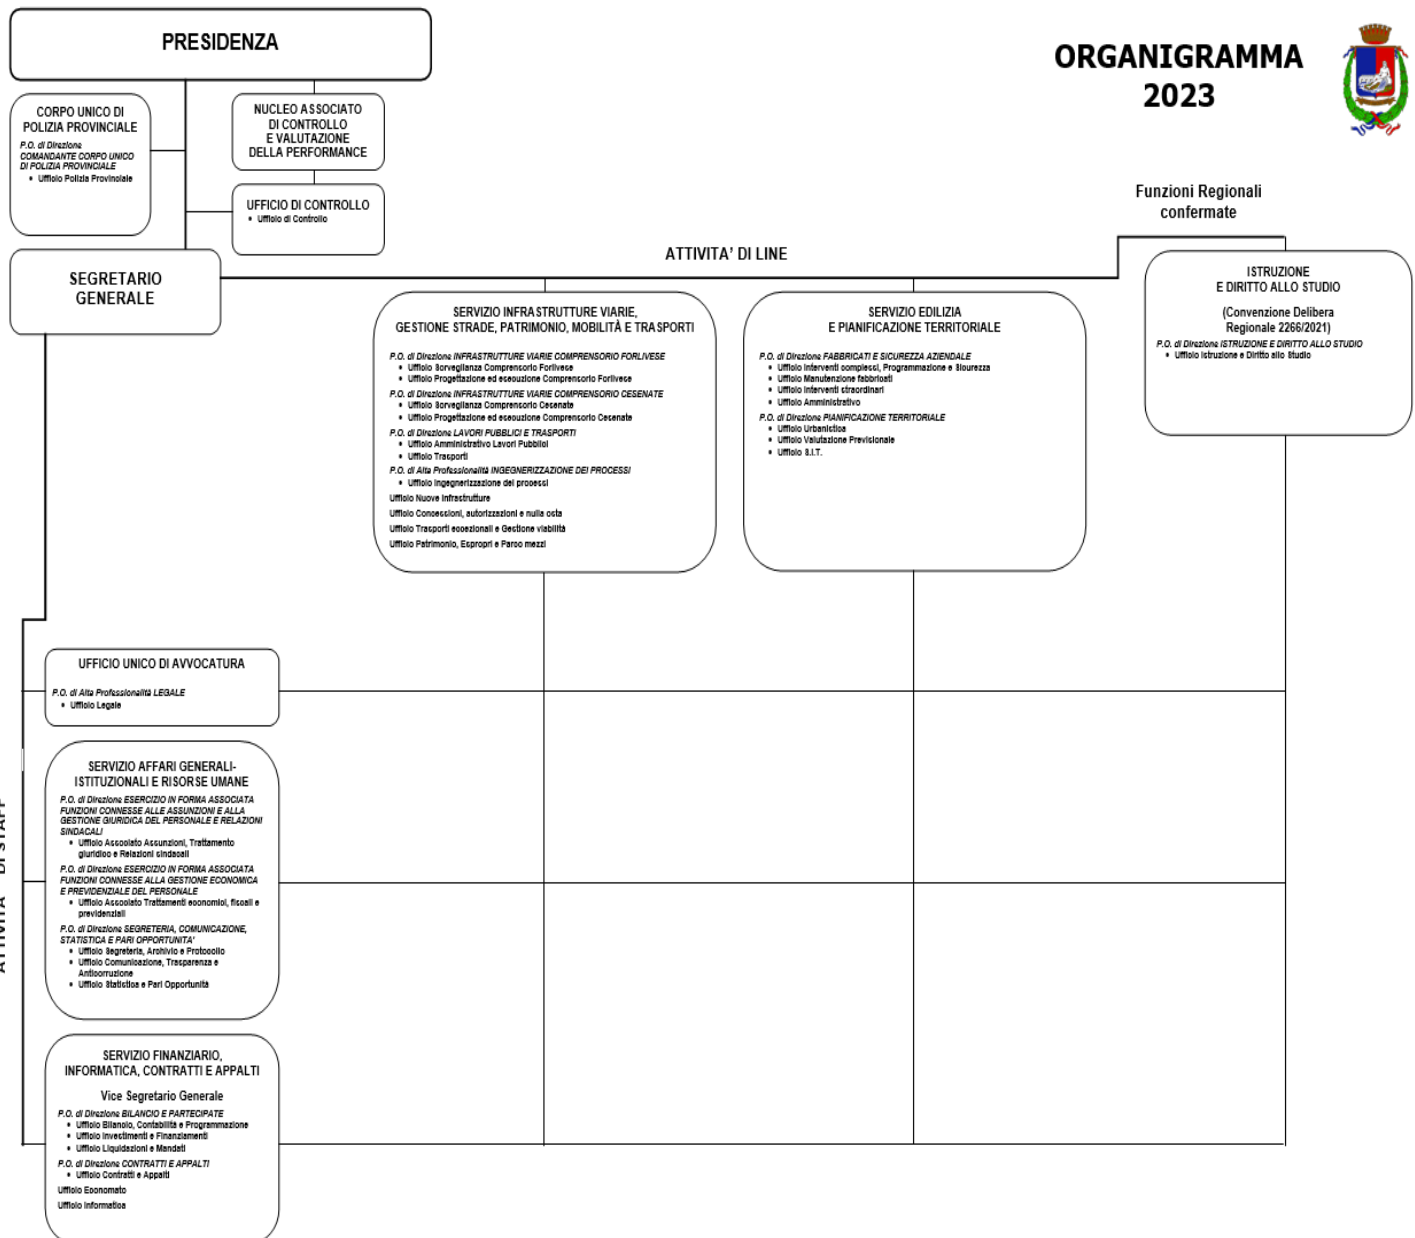 PRESIDENZA
ORGANIGRAMMA
2023
CORPO UNICO DI
POLIZIA PROVINCIALE
P.O. di Direzione
COMANDANTE CORPO UNICO
DI POLIZIA PROVINCIALE
• Ufficio Polizia Provinciale
NUCLEO ASSOCIATO
DI CONTROLLO
E VALUTAZIONE
DELLA PERFORMANCE
UFFICIO DI CONTROLLO
• Ufficio di Controllo
Funzioni Regionali
confermate
SEGRETARIO
GENERALE
ATTIVITA' DI LINE
SERVIZIO INFRASTRUTTURE VIARIE,
GESTIONE STRADE, PATRIMONIO, MOBILITÀ E TRASPORTI
P.O. di Direzione INFRASTRUTTURE VIARIE COMPRENSORIO FORLIVESE
• Ufficio Sorveglianza Comprensorio Forlivese
• Ufficio Progettazione ed esecuzione Comprensorio Forlivese
P.O. di Direzione INFRASTRUTTURE VIARIE COMPRENSORIO CESENATE
• Ufficio Sorveglianza Comprensorio Cesenate
• Ufficio Progettazione ed esecuzione Comprensorio Cesenate
P.O. di Direzione LAVORI PUBBLICI E TRASPORTI
• Ufficio Amministrativo Lavori Pubblici
• Ufficio Trasporti
P.O. di Alta Professionalità INGEGNERIZZAZIONE DEI PROCESSI
• Ufficio Ingegnerizzazione dei processi
Ufficio Nuove Infrastrutture
Ufficio Concessioni, autorizzazioni e nulla osta
Ufficio Trasporti eccezionali e Gestione viabilità
Ufficio Patrimonio, Espropri e Parco mezzi
SERVIZIO EDILIZIA
E PIANIFICAZIONE TERRITORIALE
P.O. di Direzione FABBRICATI E SICUREZZA AZIENDALE
• Ufficio Interventi complessi, Programmazione e Sicurezza
• Ufficio Manutenzione fabbricati
• Ufficio Interventi straordinari
• Ufficio Amministrativo
P.O. di Direzione PIANIFICAZIONE TERRITORIALE
• Ufficio Urbanistica
• Ufficio Valutazione Previsionale
• Ufficio S.I.T.
ISTRUZIONE
E DIRITTO ALLO STUDIO
(Convenzione Delibera
Regionale 2266/2021)
P.O. di Direzione ISTRUZIONE E DIRITTO ALLO STUDIO
• Ufficio Istruzione e Diritto allo Studio
ATTIVITA' DI STAFF
UFFICIO UNICO DI AVVOCATURA
P.O. di Alta Professionalità LEGALE
• Ufficio Legale
SERVIZIO AFFARI GENERALI-
ISTITUZIONALI E RISORSE UMANE
P.O. di Direzione ESERCIZIO IN FORMA ASSOCIATA
FUNZIONI CONNESSE ALLE ASSUNZIONI E ALLA
GESTIONE GIURIDICA DEL PERSONALE E RELAZIONI
SINDACALI
• Ufficio Associato Assunzioni, Trattamento
giuridico e Relazioni sindacali
P.O. di Direzione ESERCIZIO IN FORMA ASSOCIATA
FUNZIONI CONNESSE ALLA GESTIONE ECONOMICA
E PREVIDENZIALE DEL PERSONALE
• Ufficio Associato Trattamenti economici, fiscali e
previdenziali
P.O. di Direzione SEGRETERIA, COMUNICAZIONE,
STATISTICA E PARI OPPORTUNITA'
• Ufficio Segreteria, Archivio e Protocollo
• Ufficio Comunicazione, Trasparenza e
Anticorruzione
• Ufficio Statistica e Pari Opportunità
SERVIZIO FINANZIARIO,
INFORMATICA, CONTRATTI E APPALTI
Vice Segretario Generale
P.O. di Direzione BILANCIO E PARTECIPATE
• Ufficio Bilancio, Contabilità e Programmazione
• Ufficio Investimenti e Finanziamenti
• Ufficio Liquidazioni e Mandati
P.O. di Direzione CONTRATTI E APPALTI
• Ufficio Contratti e Appalti
Ufficio Economato
Ufficio Informatica